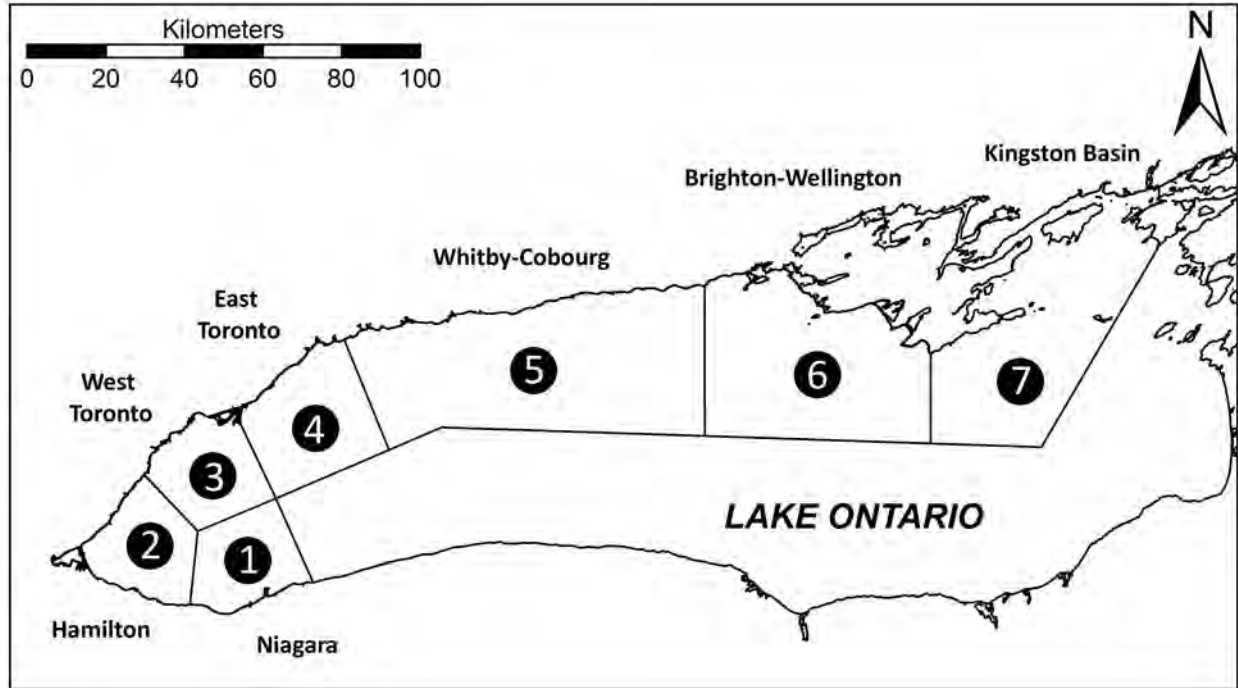 Kilometers
0 20 40 60 80 100
N
Kingston Basin
Brighton-Wellington
Whitby-Cobourg
East
Toronto
West
Toronto
5
6
7
4
3
LAKE ONTARIO
2
1
Hamilton
Niagara